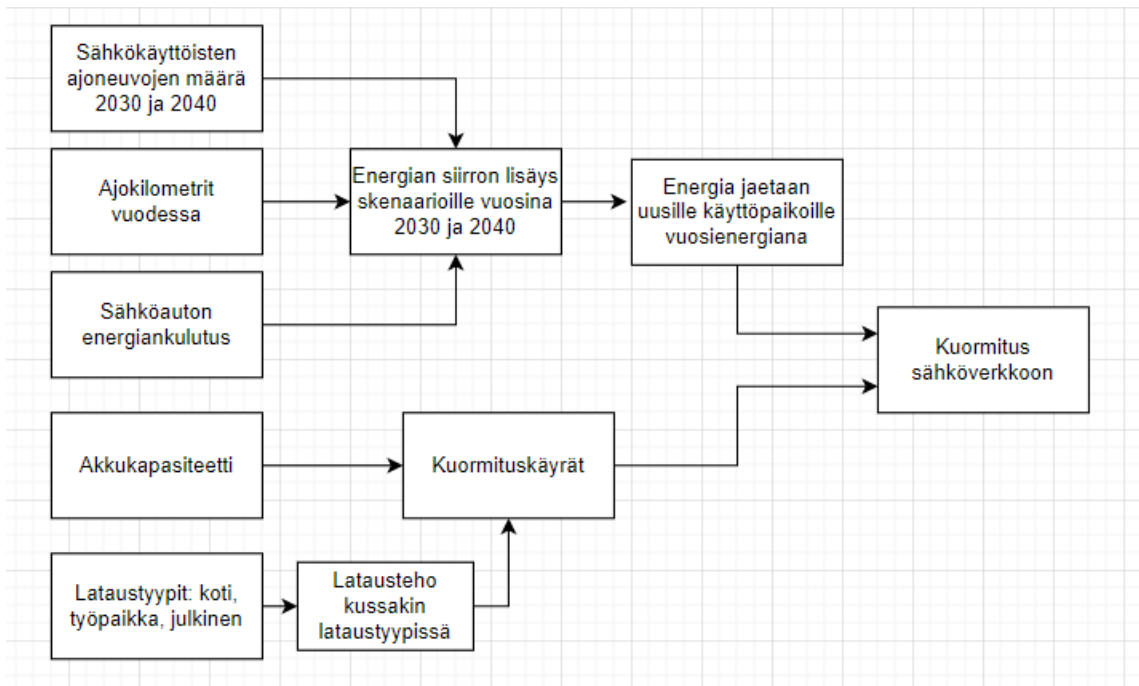 Sähkökäyttöisten
ajoneuvojen määrä
2030 ja 2040
Ajokilometrit
vuodessa
Energian siirron lisäys
skenaarioille vuosina
2030 ja 2040
Energia jaetaan
uusille käyttöpaikoille
vuosienergiana
Sähköauton
energiankulutus
Kuormitus
sähköverkkoon
Akkukapasiteetti
Kuormituskäyrät
Lataustyypit: koti,
työpaikka, julkinen
Latausteho
kussakin
lataustyypissä